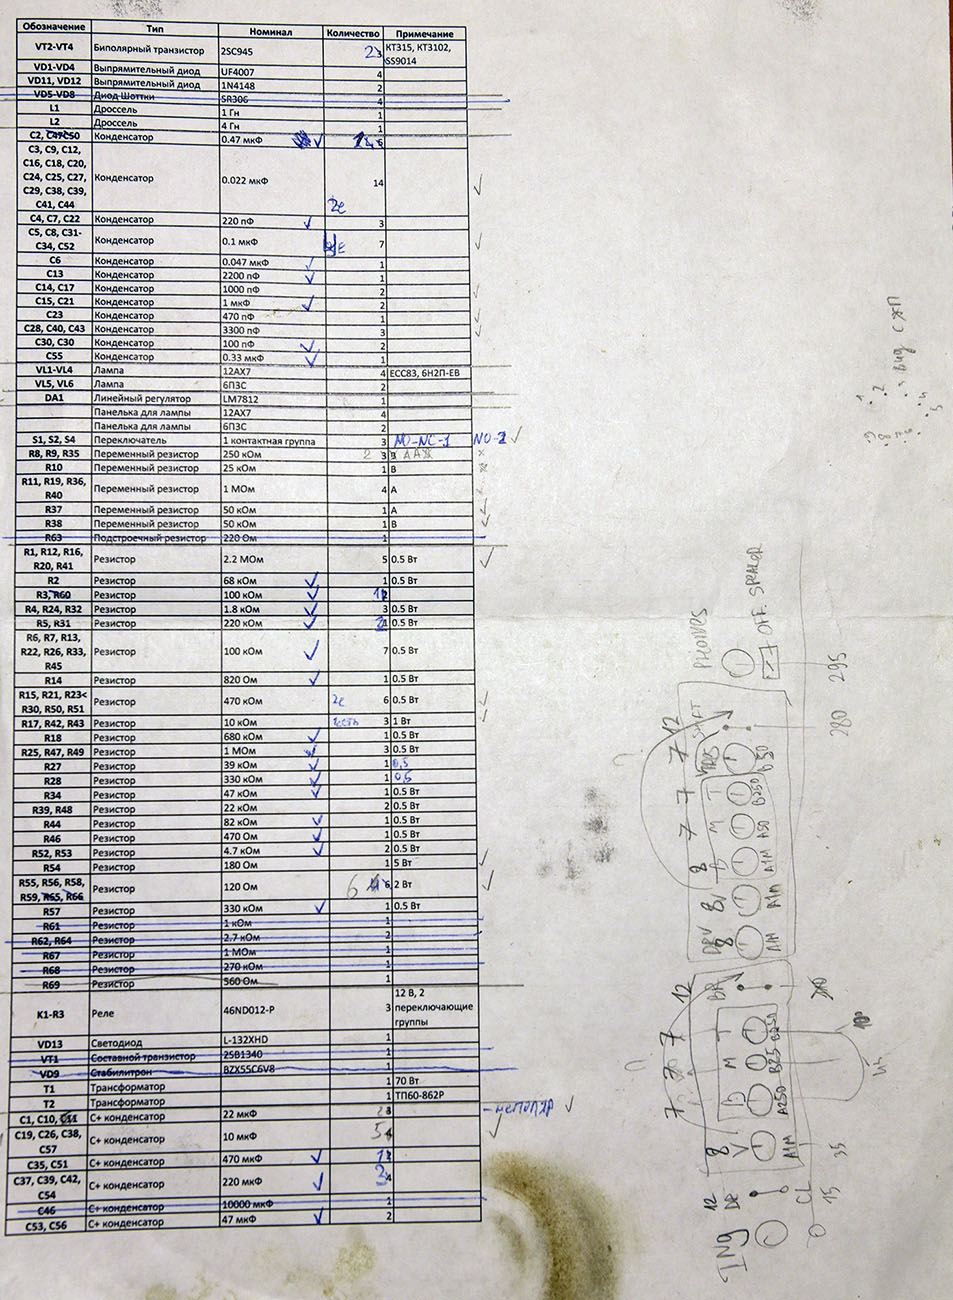 Обозначение Тип Номинал Количество Примечание
VT2-VT4 Биполярный транзистор 2SC945 КТ315, КТ3102,
SS9014
VD1-VD4 Выпрямительный диод UF4007 4
VD11, VD12 Выпрямительный диод 1N4148 2
VD5-VD8 Диод Шоттки SR306 4
L1 Дроссель 1 Гн 1
L2 Дроссель 4 Гн 1
C2, C47C50 Конденсатор 0.47 мкФ
C3, C9, C12,
C16, C18, C20,
C24, C25, C27, Конденсатор 0.022 мкФ 14
C29, C38, C39,
C41, C44
C4, C7, C22 Конденсатор 220 пФ 3
C5, C8, C31-
C34, C52 Конденсатор 0.1 мкФ 7
C6 Конденсатор 0.047 мкФ 1
C13 Конденсатор 2200 пФ 1
C14, C17 Конденсатор 1000 пФ 2
C15, C21 Конденсатор 1 мкФ 2
C23 Конденсатор 470 пФ 1
C28, C40, C43 Конденсатор 3300 пФ 3
C30, C30 Конденсатор 100 пФ 2
C55 Конденсатор 0.33 мкФ 1
VL1-VL4 Лампа 12AX7 4 ECC83, 6Н2П-ЕВ
VL5, VL6 Лампа 6П3С 2
DA1 Линейный регулятор LM7812 1
Панелька для лампы 12AX7 4
Панелька для лампы 6П3С 2
S1, S2, S4 Переключатель 1 контактная группа 3 NO-NC-1 NO-2
R8, R9, R35 Переменный резистор 250 кОм 2 3
R10 Переменный резистор 25 кОм 1 B
R11, R19, R36,
R40 Переменный резистор 1 МОм 4 A
R37 Переменный резистор 50 кОм 1 A
R38 Переменный резистор 50 кОм 1 B
R63 Подстроечный резистор 220 Ом 1
R1, R12, R16,
R20, R41 Резистор 2.2 МОм 5 0.5 Вт
R2 Резистор 68 кОм 1 0.5 Вт
R3, R60 Резистор 100 кОм
R4, R24, R32 Резистор 1.8 кОм 3 0.5 Вт
R5, R31 Резистор 220 кОм 0.5 Вт
R6, R7, R13,
R22, R26, R33, Резистор 100 кОм 7 0.5 Вт
R45
R14 Резистор 820 Ом 1 0.5 Вт
R15, R21, R23<
R30, R50, R51 Резистор 470 кОм 6 0.5 Вт
R17, R42, R43 Резистор 10 кОм есть 3 1 Вт
R18 Резистор 680 кОм 1 0.5 Вт
R25, R47, R49 Резистор 1 МОм 3 0.5 Вт
R27 Резистор 39 кОм 1 0,5
R28 Резистор 330 кОм 1 0,5
R34 Резистор 47 кОм 1 0.5 Вт
R39, R48 Резистор 22 кОм 2 0.5 Вт
R44 Резистор 82 кОм 1 0.5 Вт
R46 Резистор 470 Ом 1 0.5 Вт
R52, R53 Резистор 4.7 кОм 2 0.5 Вт
R54 Резистор 180 Ом 1 5 Вт
R55, R56, R58,
R59, R65, R66 Резистор 120 Ом 6 6 2 Вт
R57 Резистор 330 кОм 1 0.5 Вт
R61 Резистор 1 кОм 1
R62, R64 Резистор 2.7 кОм 2
R67 Резистор 1 МОм 1
R68 Резистор 270 кОм 1
R69 Резистор 560 Ом 1
12 В, 2
K1-R3 Реле 46ND012-P 3 переключающие
группы
VD13 Светодиод L-132XHD 1
VT1 Составной транзистор 2SB1340 1
VD9 Стабилитрон BZX55C6V8 1
T1 Трансформатор 1 70 Вт
T2 Трансформатор 1 ТП60-862Р
C1, C10, C11 C+ конденсатор 22 мкФ 3 - неполяр
C19, C26, C38,
C57 C+ конденсатор 10 мкФ 5 4
C35, C51 C+ конденсатор 470 мкФ
C37, C39, C42,
C54 C+ конденсатор 220 мкФ 3 4
C46 C+ конденсатор 10000 мкФ 1
C53, C56 C+ конденсатор 47 мкФ 2
вид с жп
1 2 3 4 5 6 7 8 9
PHONES
OFF. SPEAKER
295
280
SHIFT
12 7 7 7 8 8 8
DRV V B M T PRES
A1M A1M A1M A50 B250 B50
BR
12 7 7 7 8 12
V B M T
A1M A250 B25 B250
INg
CL
15
35